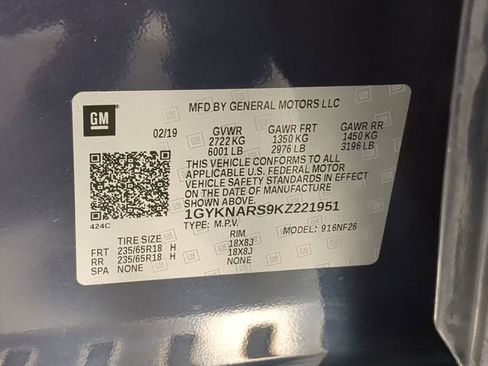 GM
MFD BY GENERAL MOTORS LLC
02/19 GVWR GAWR FRT GAWR RR
2722 KG 1350 KG 1450 KG
6001 LB 2976 LB 3196 LB
THIS VEHICLE CONFORMS TO ALL
APPLICABLE U.S. FEDERAL MOTOR
VEHICLE SAFETY STANDARDS IN EFFECT
ON THE DATE OF MANUFACTURE
SHOWN ABOVE.
1GYKNARS9KZ221951
424C TYPE: M.P.V. MODEL: 916NF26
TIRE SIZE RIM
FRT 235/65R18 H 18X8J
RR 235/65R18 H 18X8J
SPA NONE NONE